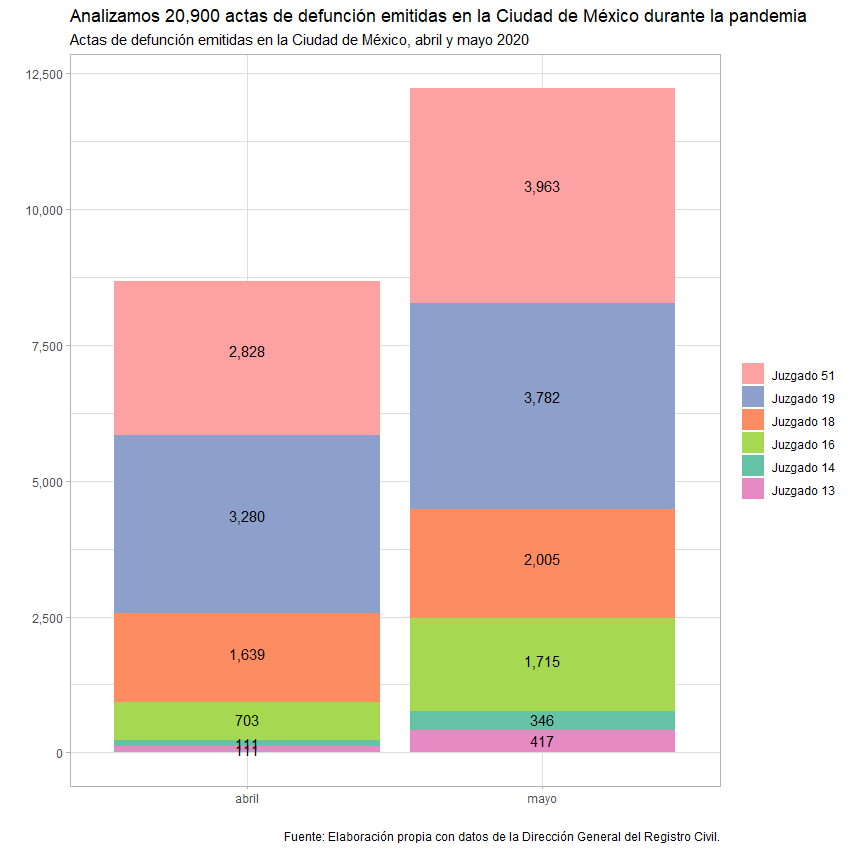 Analizamos 20,900 actas de defunción emitidas en la Ciudad de México durante la pandemia
Actas de defunción emitidas en la Ciudad de México, abril y mayo 2020
12,500
10,000
7,500
5,000
2,500
0
2,828
3,280
1,639
703
111
111
3,963
3,782
2,005
1,715
346
417
abril
mayo
Juzgado 51
Juzgado 19
Juzgado 18
Juzgado 16
Juzgado 14
Juzgado 13
Fuente: Elaboración propia con datos de la Dirección General del Registro Civil.